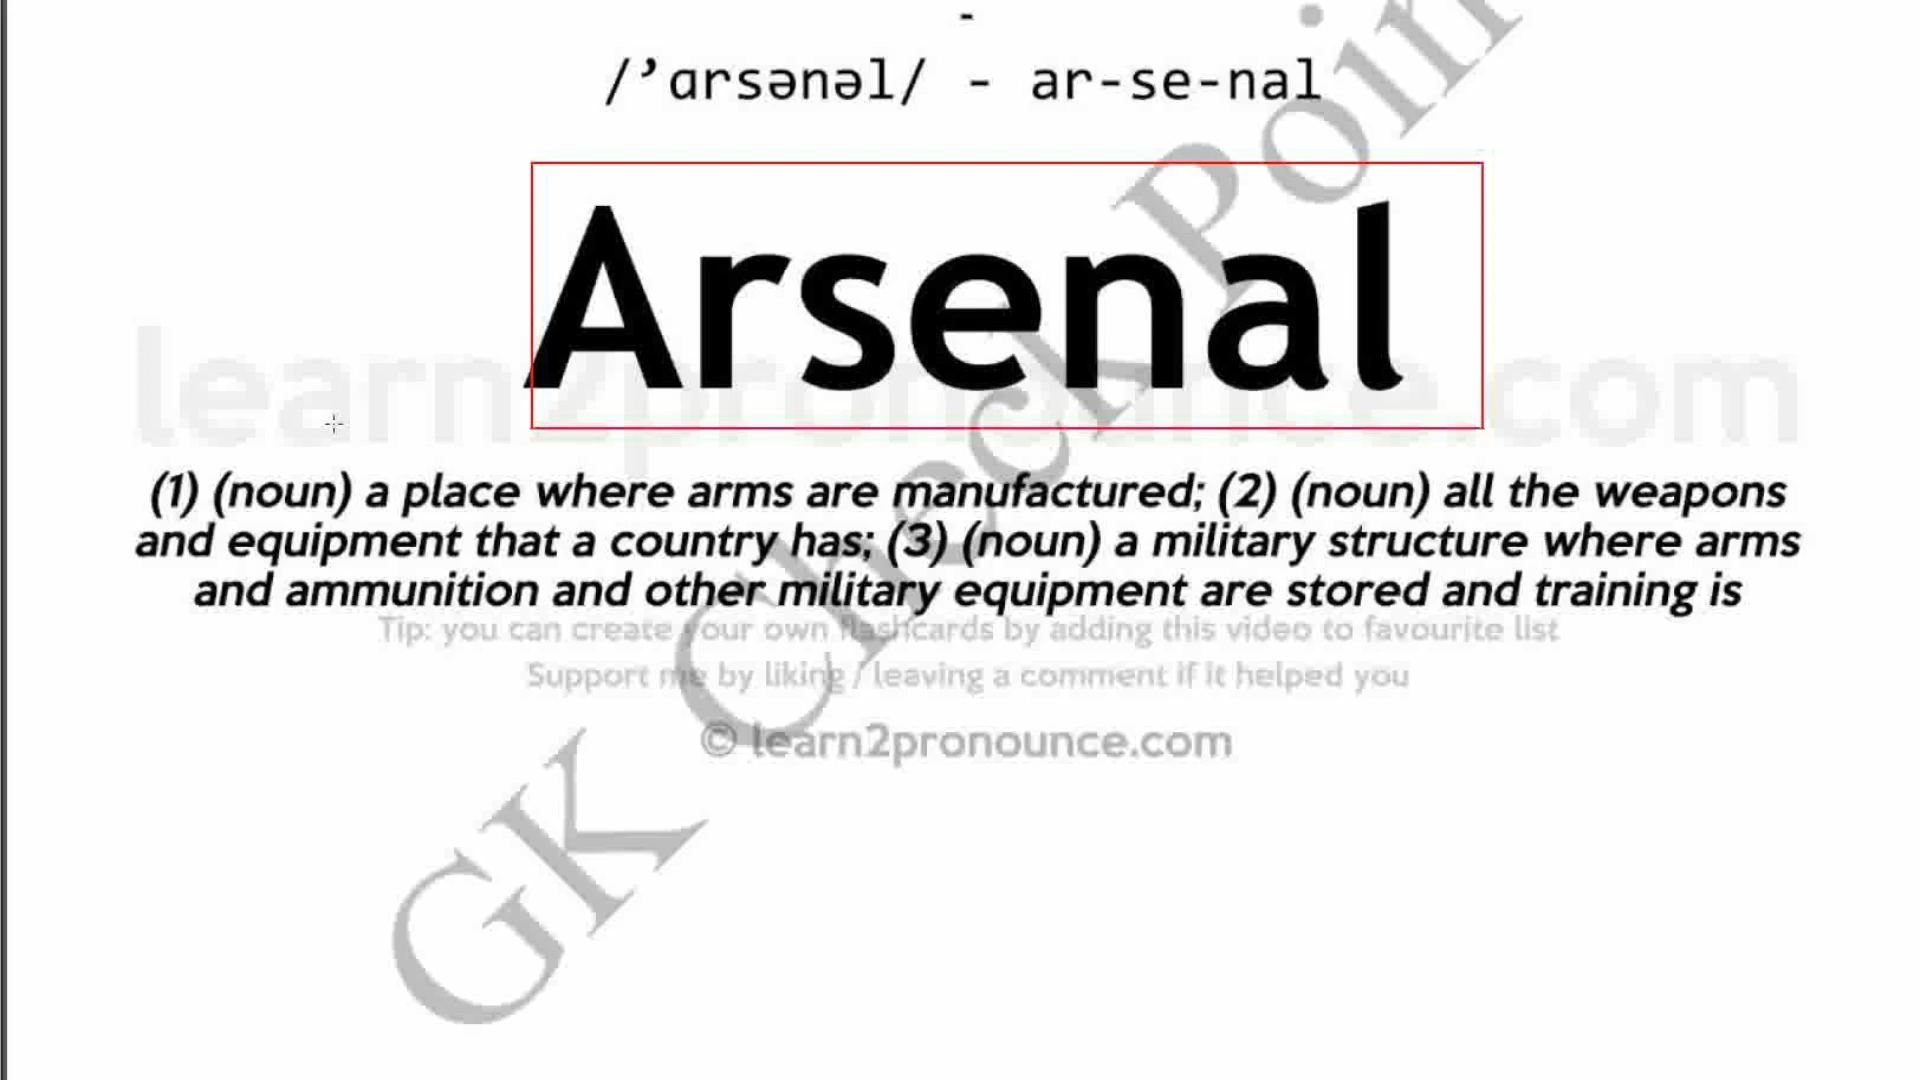 -
/’ɑrsənəl/ - ar-se-nal
Arsenal
learn2pronounce.com
(1) (noun) a place where arms are manufactured; (2) (noun) all the weapons
and equipment that a country has; (3) (noun) a military structure where arms
and ammunition and other military equipment are stored and training is
Tip: you can create your own flashcards by adding this video to favourite list
Support me by liking / leaving a comment if it helped you
© learn2pronounce.com
GK Check Poin